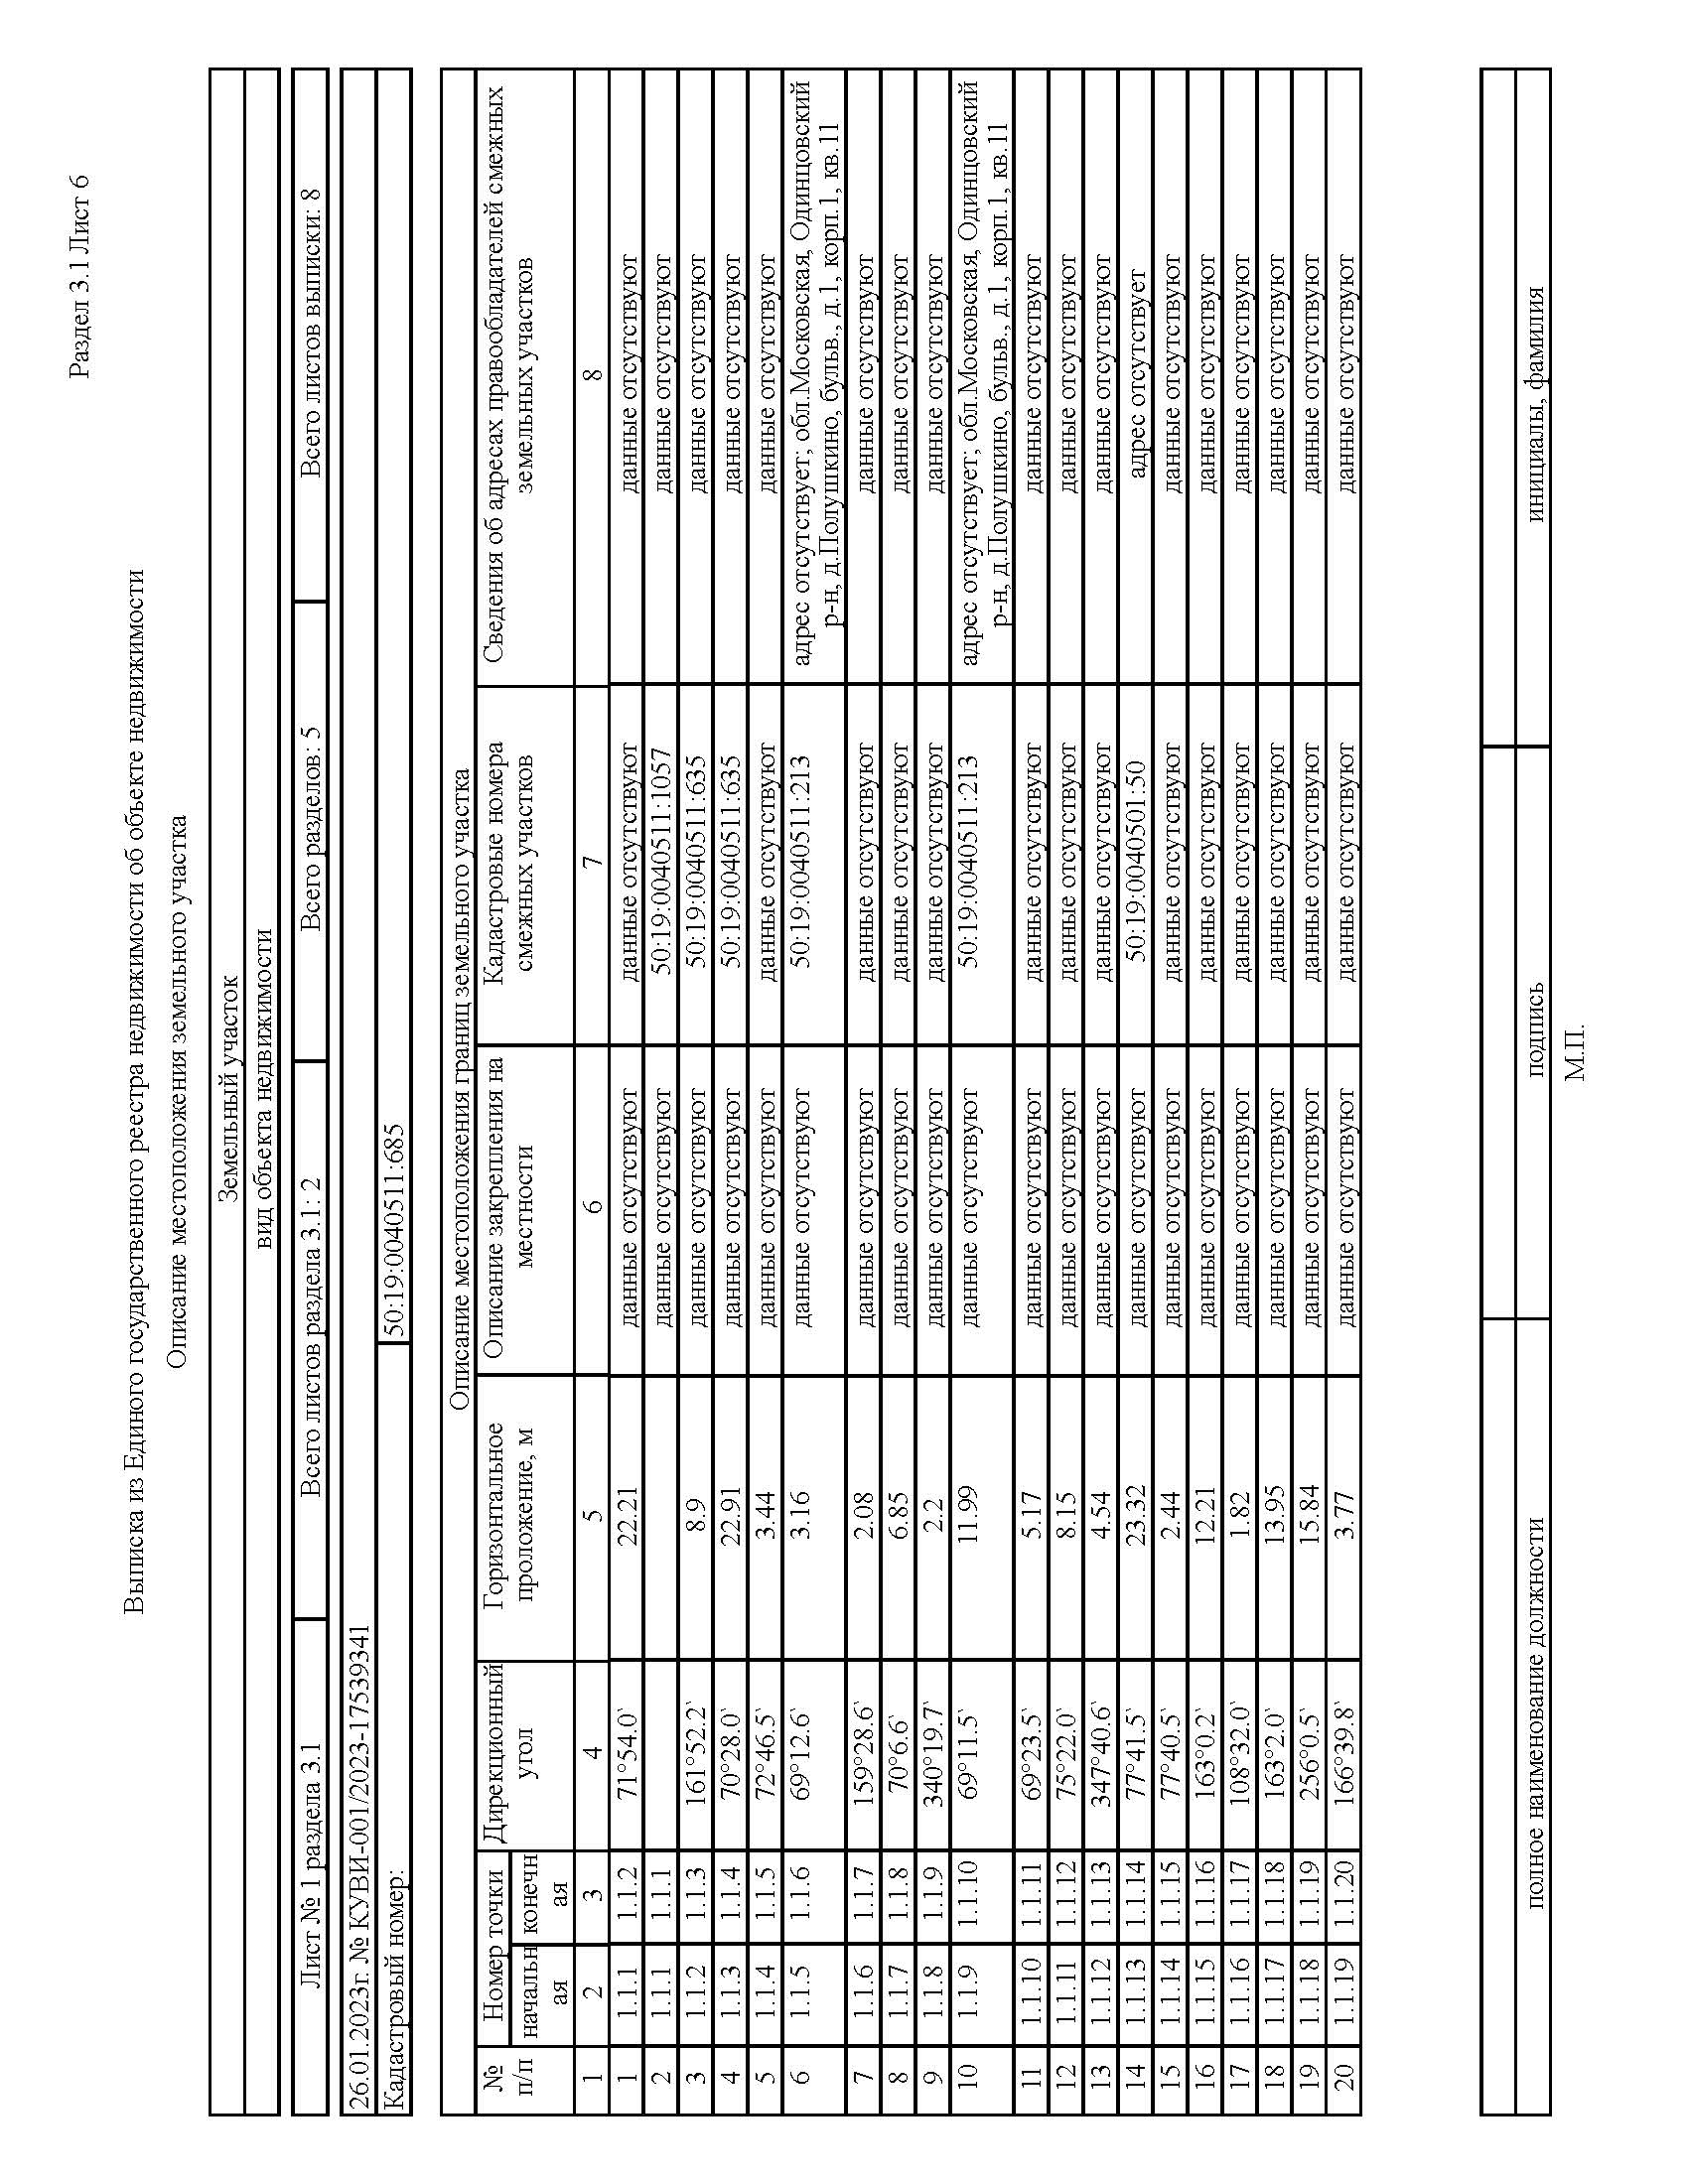 Раздел 3.1 Лист 6
Выписка из Единого государственного реестра недвижимости об объекте недвижимости
Описание местоположения земельного участка
Земельный участок
вид объекта недвижимости
Лист № 1 раздела 3.1 Всего листов раздела 3.1: 2 Всего разделов: 5 Всего листов выписки: 8
26.01.2023г. № КУВИ-001/2023-17539341
Кадастровый номер: 50:19:0040511:685
Описание местоположения границ земельного участка
№ Номер точки Дирекционный Горизонтальное Описание закрепления на Кадастровые номера Сведения об адресах правообладателей смежных
п/п начальн конечн угол проложение, м местности смежных участков земельных участков
ая ая
1 2 3 4 5 6 7 8
1 1.1.1 1.1.2 71°54.0` 22.21 данные отсутствуют данные отсутствуют данные отсутствуют
2 1.1.1 1.1.1 данные отсутствуют 50:19:0040511:1057 данные отсутствуют
3 1.1.2 1.1.3 161°52.2` 8.9 данные отсутствуют 50:19:0040511:635 данные отсутствуют
4 1.1.3 1.1.4 70°28.0` 22.91 данные отсутствуют 50:19:0040511:635 данные отсутствуют
5 1.1.4 1.1.5 72°46.5` 3.44 данные отсутствуют данные отсутствуют данные отсутствуют
6 1.1.5 1.1.6 69°12.6` 3.16 данные отсутствуют 50:19:0040511:213 адрес отсутствует; обл.Московская, Одинцовский
р-н, д.Полушкино, бульв., д.1, корп.1, кв.11
7 1.1.6 1.1.7 159°28.6` 2.08 данные отсутствуют данные отсутствуют данные отсутствуют
8 1.1.7 1.1.8 70°6.6` 6.85 данные отсутствуют данные отсутствуют данные отсутствуют
9 1.1.8 1.1.9 340°19.7` 2.2 данные отсутствуют данные отсутствуют данные отсутствуют
10 1.1.9 1.1.10 69°11.5` 11.99 данные отсутствуют 50:19:0040511:213 адрес отсутствует; обл.Московская, Одинцовский
р-н, д.Полушкино, бульв., д.1, корп.1, кв.11
11 1.1.10 1.1.11 69°23.5` 5.17 данные отсутствуют данные отсутствуют данные отсутствуют
12 1.1.11 1.1.12 75°22.0` 8.15 данные отсутствуют данные отсутствуют данные отсутствуют
13 1.1.12 1.1.13 347°40.6` 4.54 данные отсутствуют данные отсутствуют данные отсутствуют
14 1.1.13 1.1.14 77°41.5` 23.32 данные отсутствуют 50:19:0040501:50 адрес отсутствует
15 1.1.14 1.1.15 77°40.5` 2.44 данные отсутствуют данные отсутствуют данные отсутствуют
16 1.1.15 1.1.16 163°0.2` 12.21 данные отсутствуют данные отсутствуют данные отсутствуют
17 1.1.16 1.1.17 108°32.0` 1.82 данные отсутствуют данные отсутствуют данные отсутствуют
18 1.1.17 1.1.18 163°2.0` 13.95 данные отсутствуют данные отсутствуют данные отсутствуют
19 1.1.18 1.1.19 256°0.5` 15.84 данные отсутствуют данные отсутствуют данные отсутствуют
20 1.1.19 1.1.20 166°39.8` 3.77 данные отсутствуют данные отсутствуют данные отсутствуют
полное наименование должности подпись инициалы, фамилия
М.П.